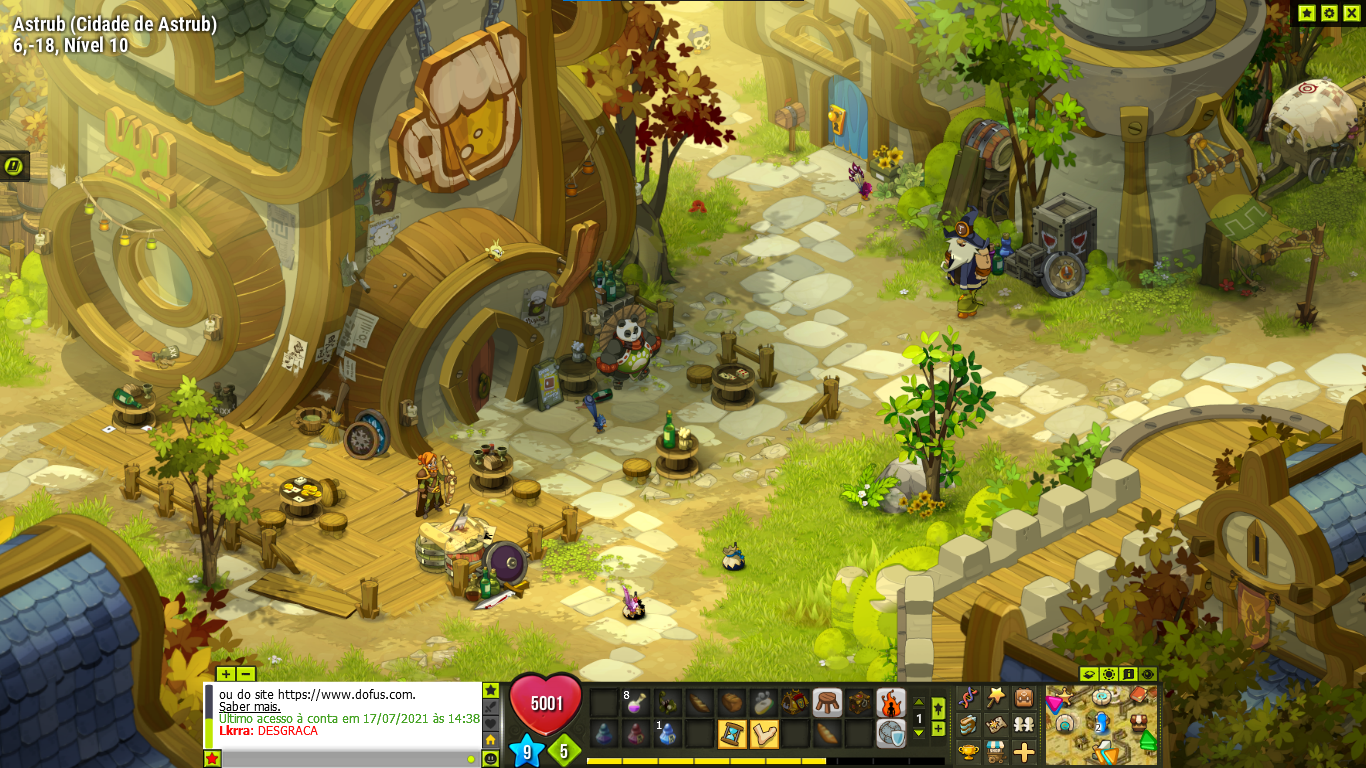 Astrub (Cidade de Astrub)
6,-18, Nível 10
ou do site https://www.dofus.com.
Saber mais.
Último acesso à conta em 17/07/2021 às 14:38
Lkrra: DESGRACA
5001
9
5
8
1
1
SHOP